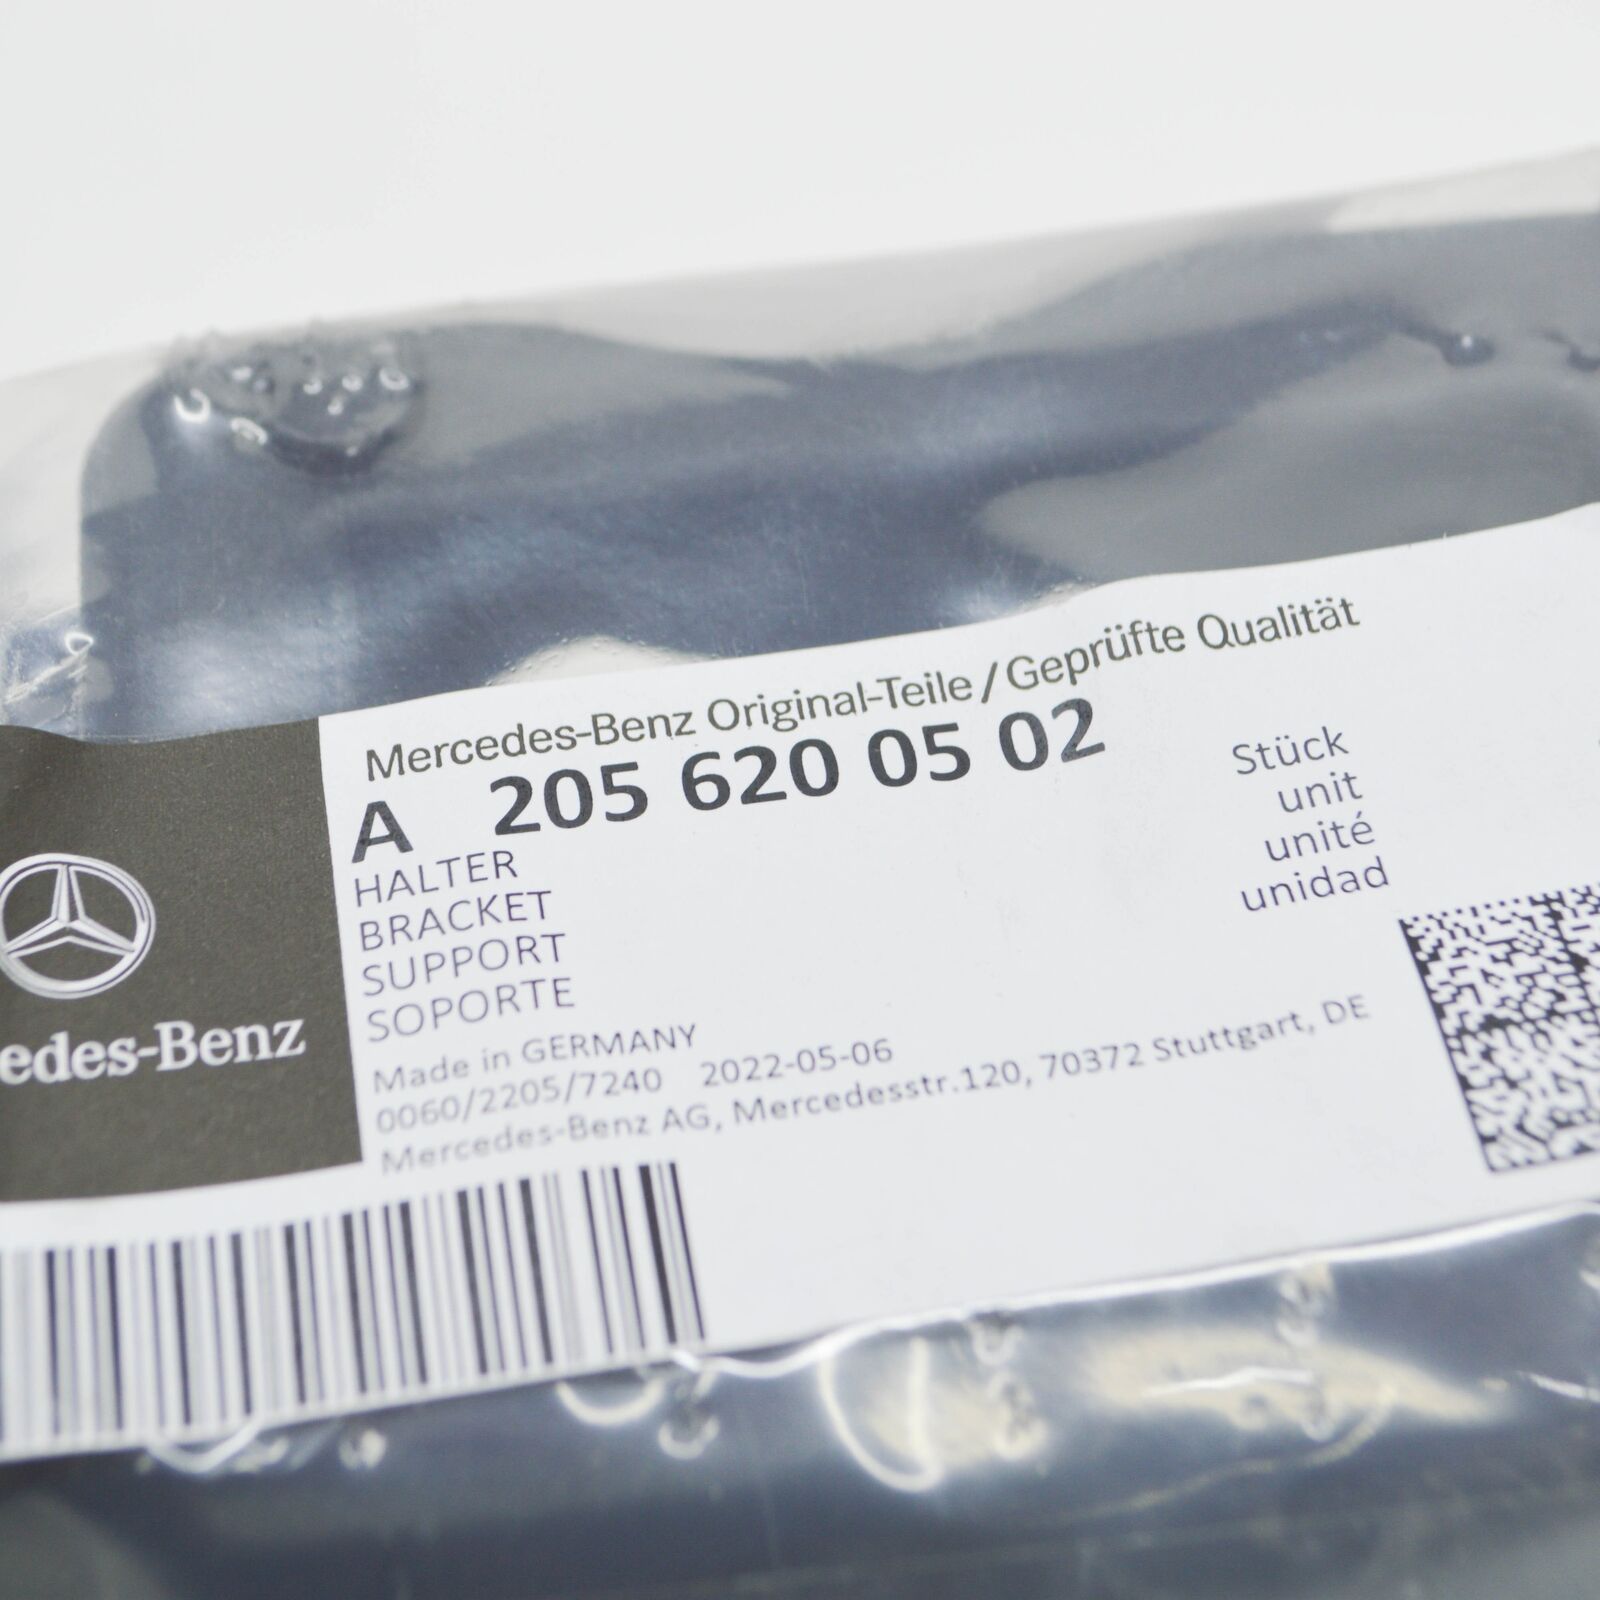 Mercedes-Benz Original-Teile / Geprüfte Qualität
A 205 620 05 02
HALTER
BRACKET
SUPPORT
SOPORTE
Stück
unit
unité
unidad
Made in GERMANY
0060/2205/7240 2022-05-06
Mercedes-Benz AG, Mercedesstr.120, 70372 Stuttgart, DE
edes-Benz